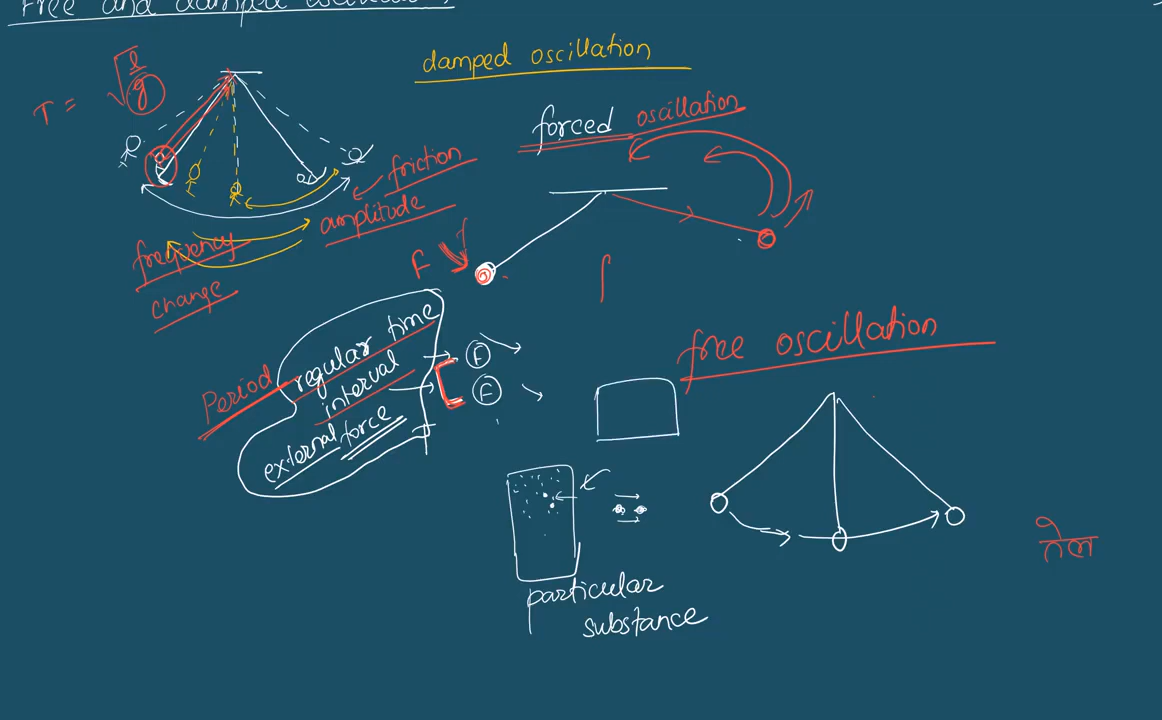 free and damped oscillation
damped oscillation
T = √l/g
forced oscillation
friction
amplitude
frequency
change
F
Period
regular time
interval
external force
F
F
free oscillation
particular
substance
तेल